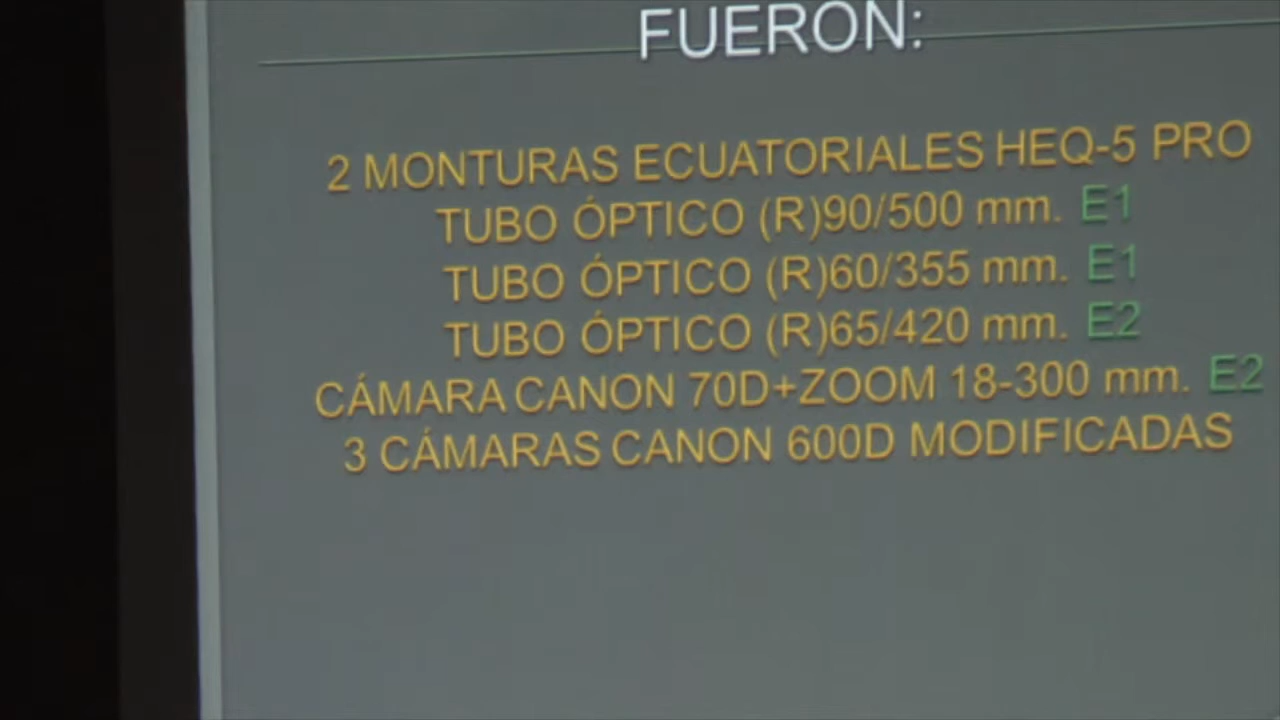 FUERON:
2 MONTURAS ECUATORIALES HEQ-5 PRO
TUBO ÓPTICO (R)90/500 mm. E1
TUBO ÓPTICO (R)60/355 mm. E1
TUBO ÓPTICO (R)65/420 mm. E2
CÁMARA CANON 70D+ZOOM 18-300 mm. E2
3 CÁMARAS CANON 600D MODIFICADAS